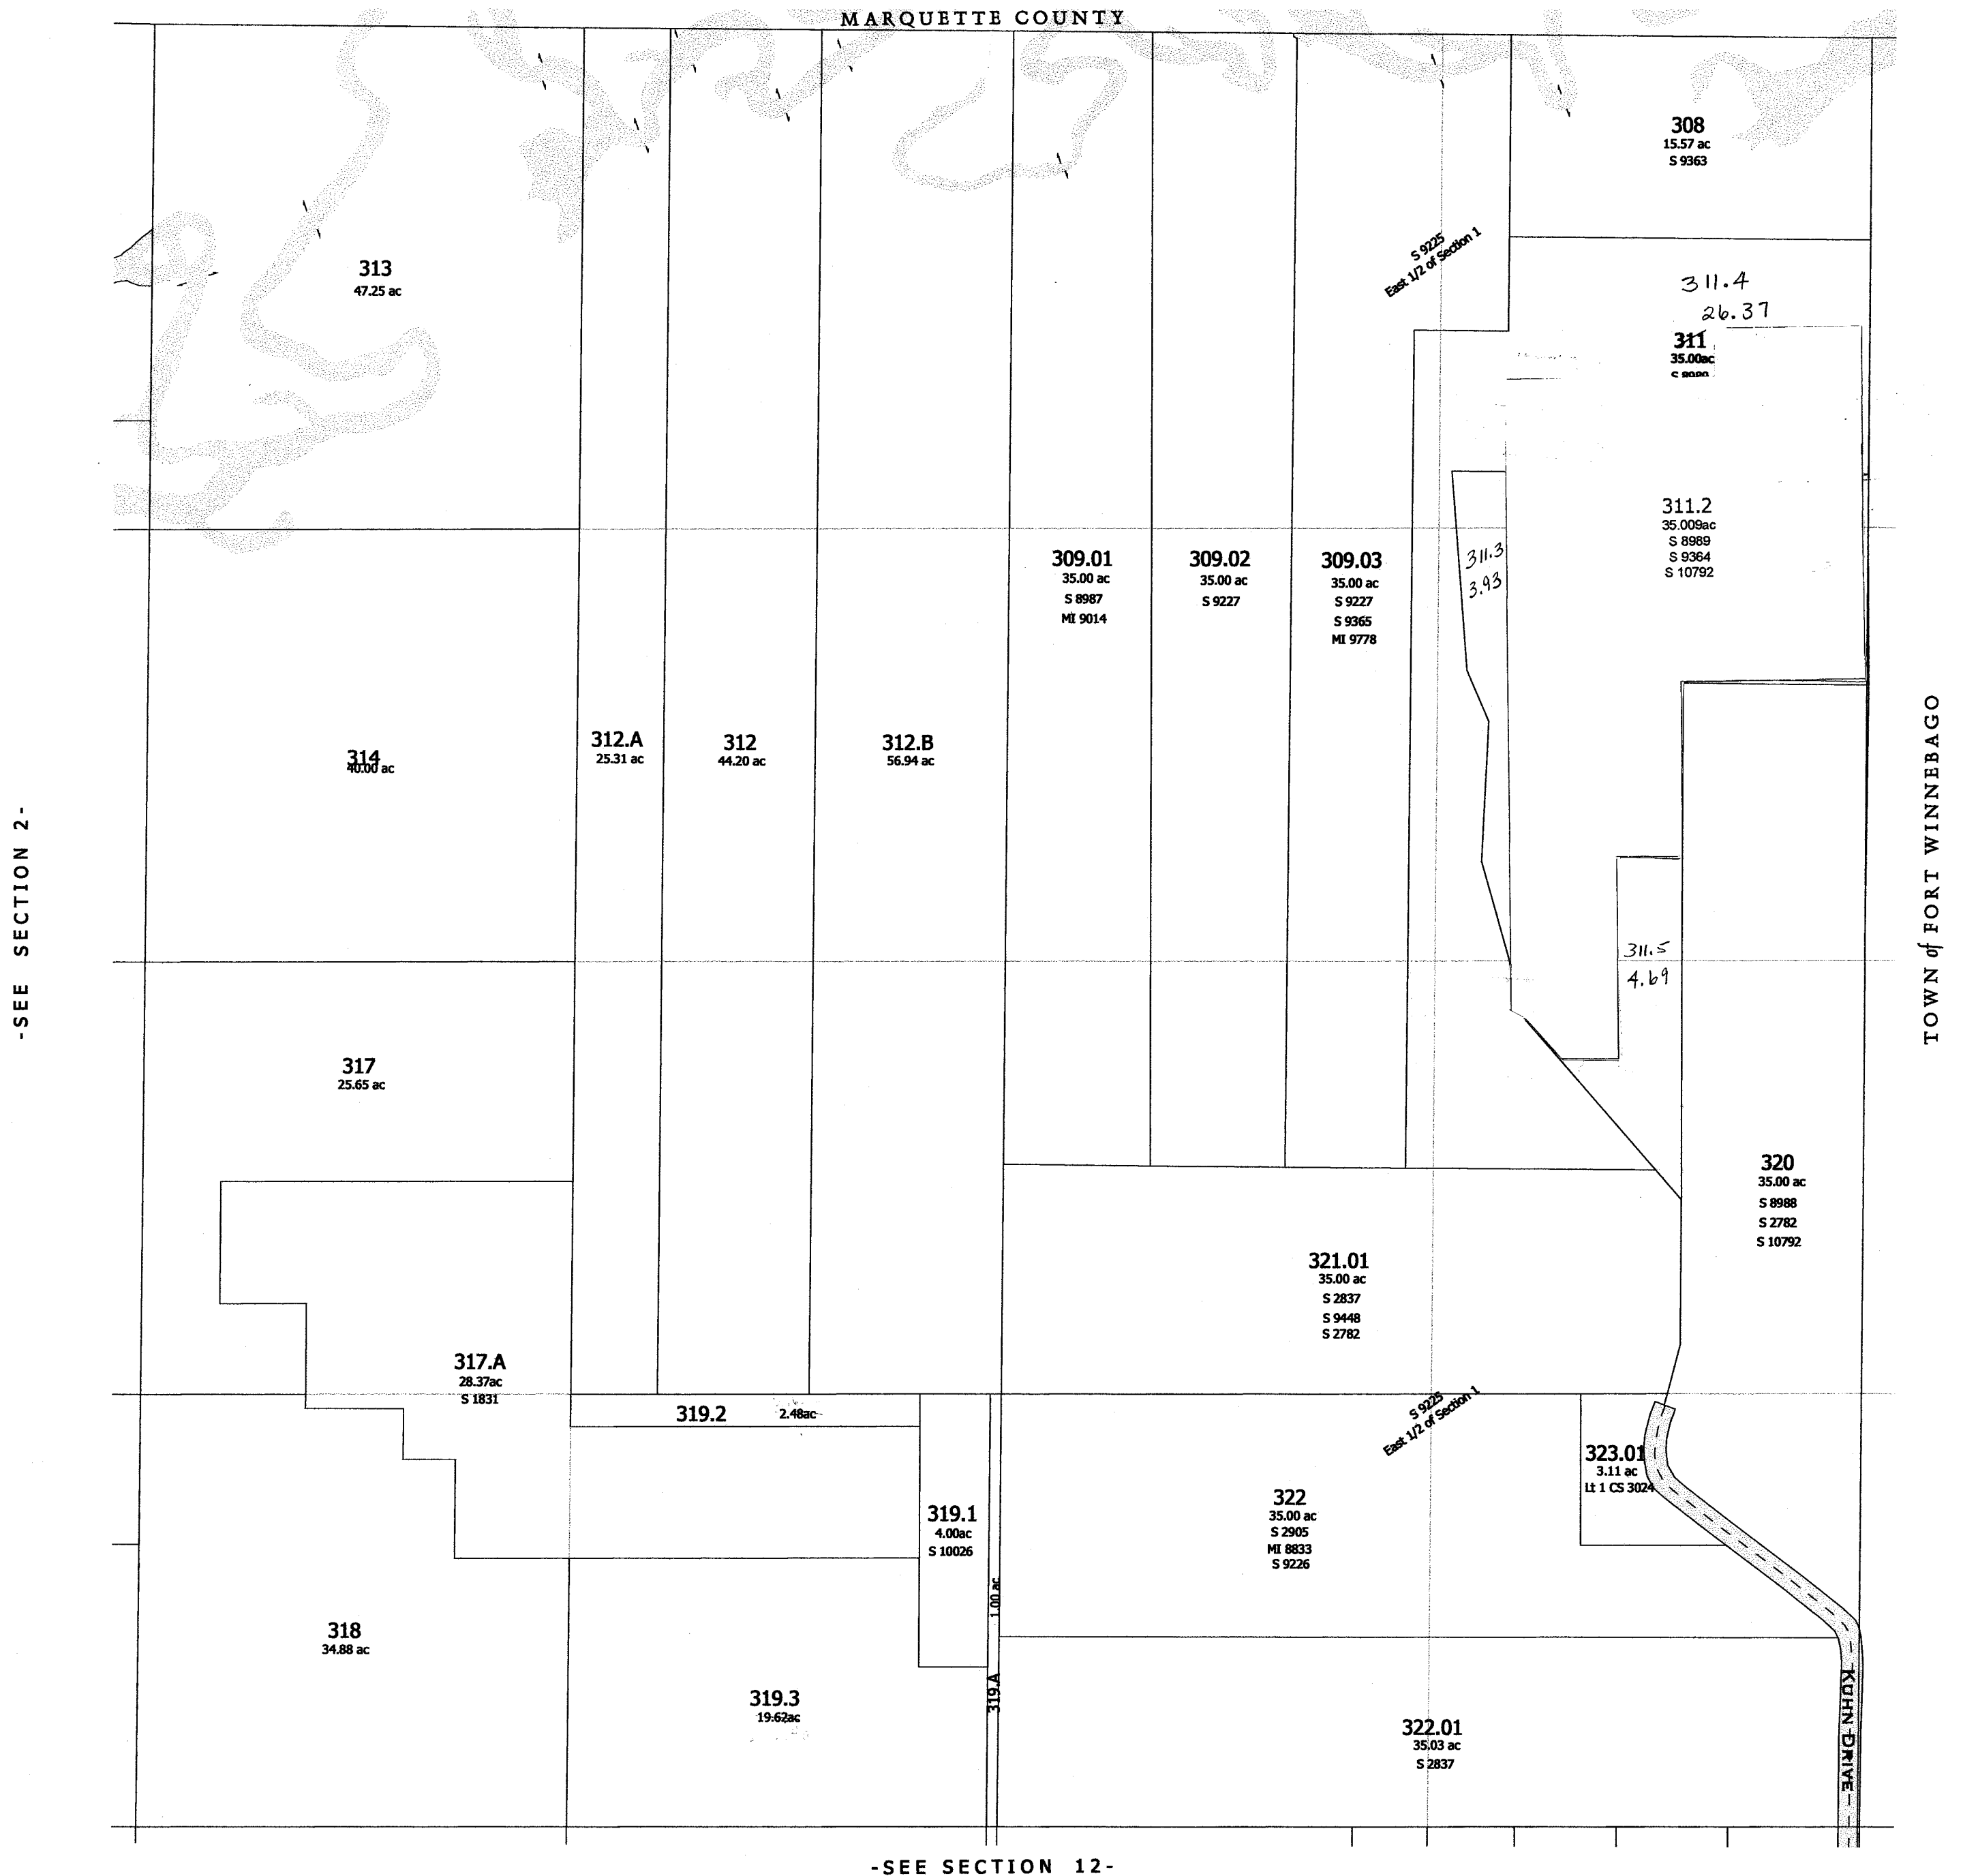 MARQUETTE COUNTY
308
15.57 ac
S 9363
S 9225
East 1/2 of Section 1
313
47.25 ac
311.4
26.37
311
35.00ac
311.2
35.009ac
S 8989
S 9364
S 10792
309.01
35.00 ac
S 8987
MI 9014
309.02
35.00 ac
S 9227
309.03
35.00 ac
S 9227
S 9365
MI 9778
311.3
3.93
314
40.00 ac
312.A
25.31 ac
312
44.20 ac
312.B
56.94 ac
-SEE SECTION 2-
TOWN of FORT WINNEBAGO
311.5
4.69
317
25.65 ac
320
35.00 ac
S 8988
S 2782
S 10792
321.01
35.00 ac
S 2837
S 9448
S 2782
317.A
28.37ac
S 1831
319.2
2.48ac
S 9225
East 1/2 of Section 1
323.01
3.11 ac
Lt 1 CS 3024
322
35.00 ac
S 2905
MI 8833
S 9226
319.1
4.00ac
S 10026
1.00 ac
319.A
318
34.88 ac
319.3
19.62ac
322.01
35.03 ac
S 2837
KUHN DRIVE
-SEE SECTION 12-